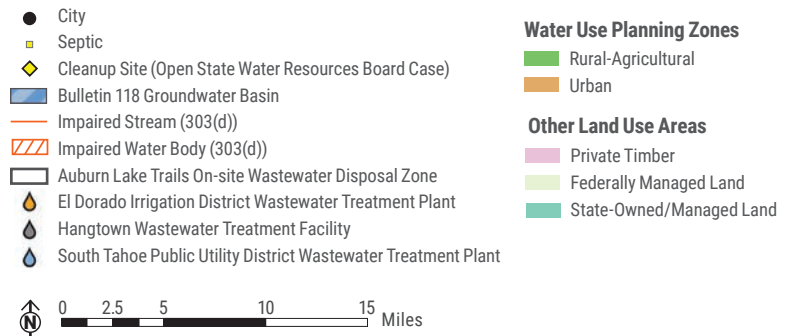 City
Septic
Cleanup Site (Open State Water Resources Board Case)
Bulletin 118 Groundwater Basin
Impaired Stream (303(d))
Impaired Water Body (303(d))
Auburn Lake Trails On-site Wastewater Disposal Zone
El Dorado Irrigation District Wastewater Treatment Plant
Hangtown Wastewater Treatment Facility
South Tahoe Public Utility District Wastewater Treatment Plant
N
0 2.5 5 10 15
Miles
Water Use Planning Zones
Rural-Agricultural
Urban
Other Land Use Areas
Private Timber
Federally Managed Land
State-Owned/Managed Land